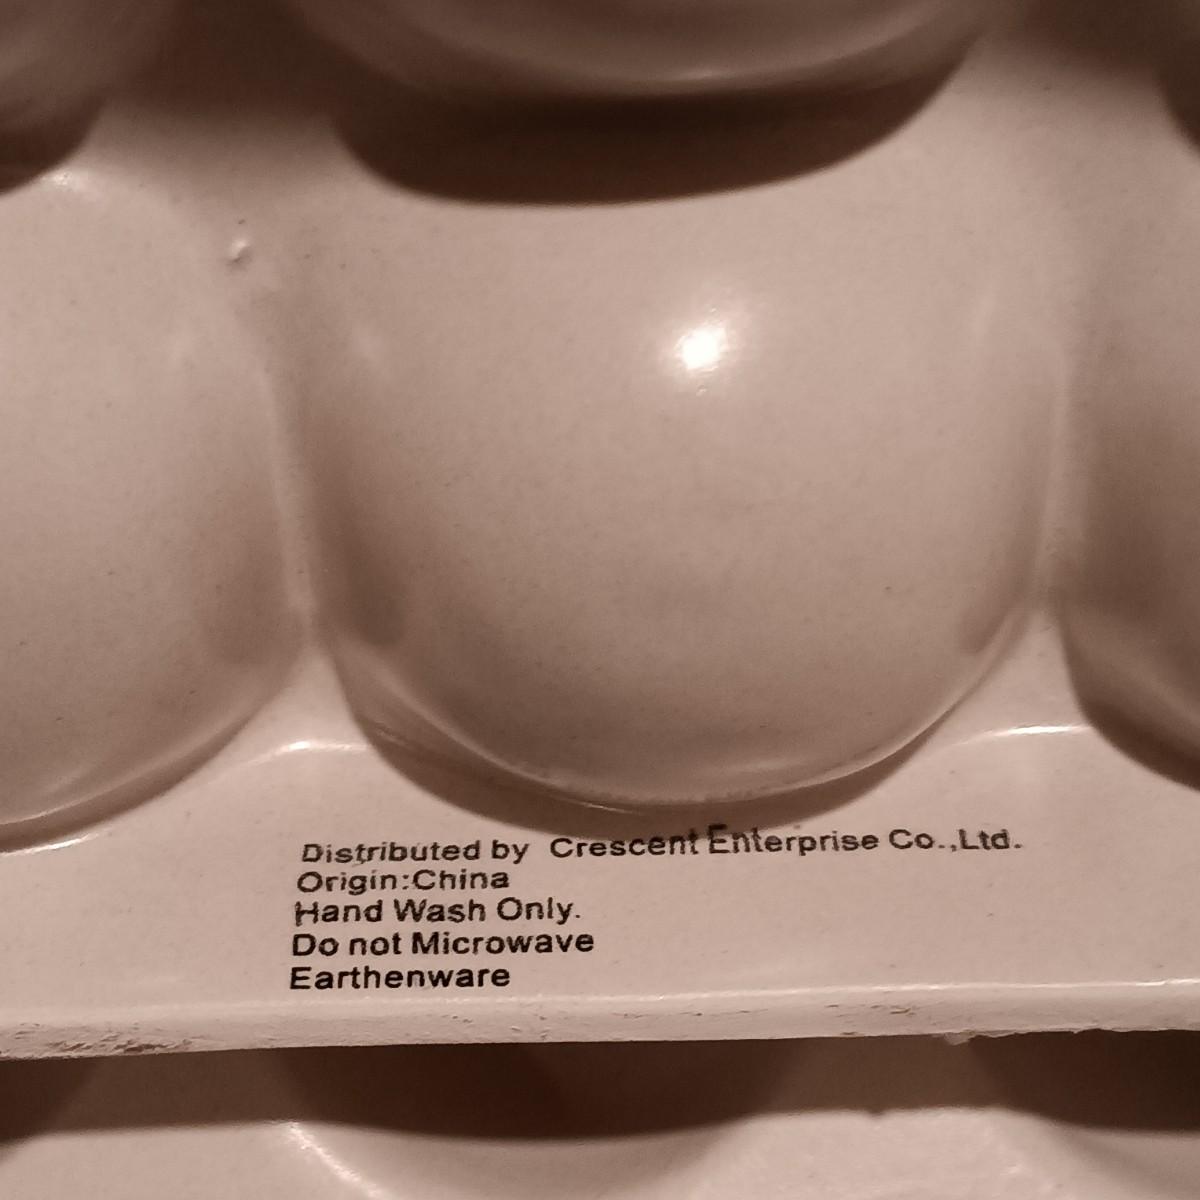 Distributed by Crescent Enterprise Co.,Ltd.
Origin:China
Hand Wash Only.
Do not Microwave
Earthenware